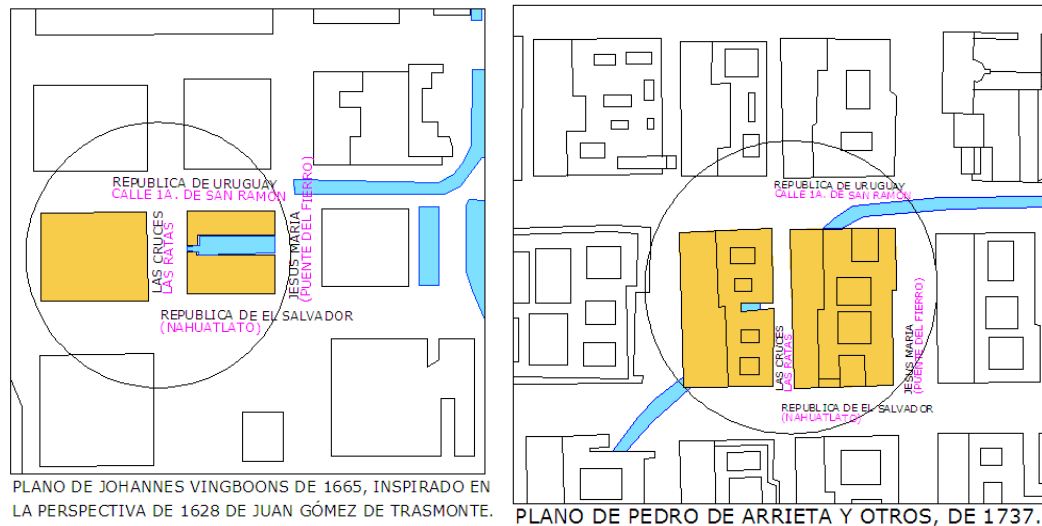 REPUBLICA DE URUGUAY
CALLE 1A. DE SAN RAMON
LAS CRUCES
LAS RATAS
JESUS MARIA
(PUENTE DEL FIERRO)
REPUBLICA DE EL SALVADOR
(NAHUATLATO)
PLANO DE JOHANNES VINGBOONS DE 1665, INSPIRADO EN
LA PERSPECTIVA DE 1628 DE JUAN GÓMEZ DE TRASMONTE.
REPUBLICA DE URUGUAY
CALLE 1A. DE SAN RAMON
LAS CRUCES
LAS RATAS
JESUS MARIA
(PUENTE DEL FIERRO)
REPUBLICA DE EL SALVADOR
(NAHUATLATO)
PLANO DE PEDRO DE ARRIETA Y OTROS, DE 1737.